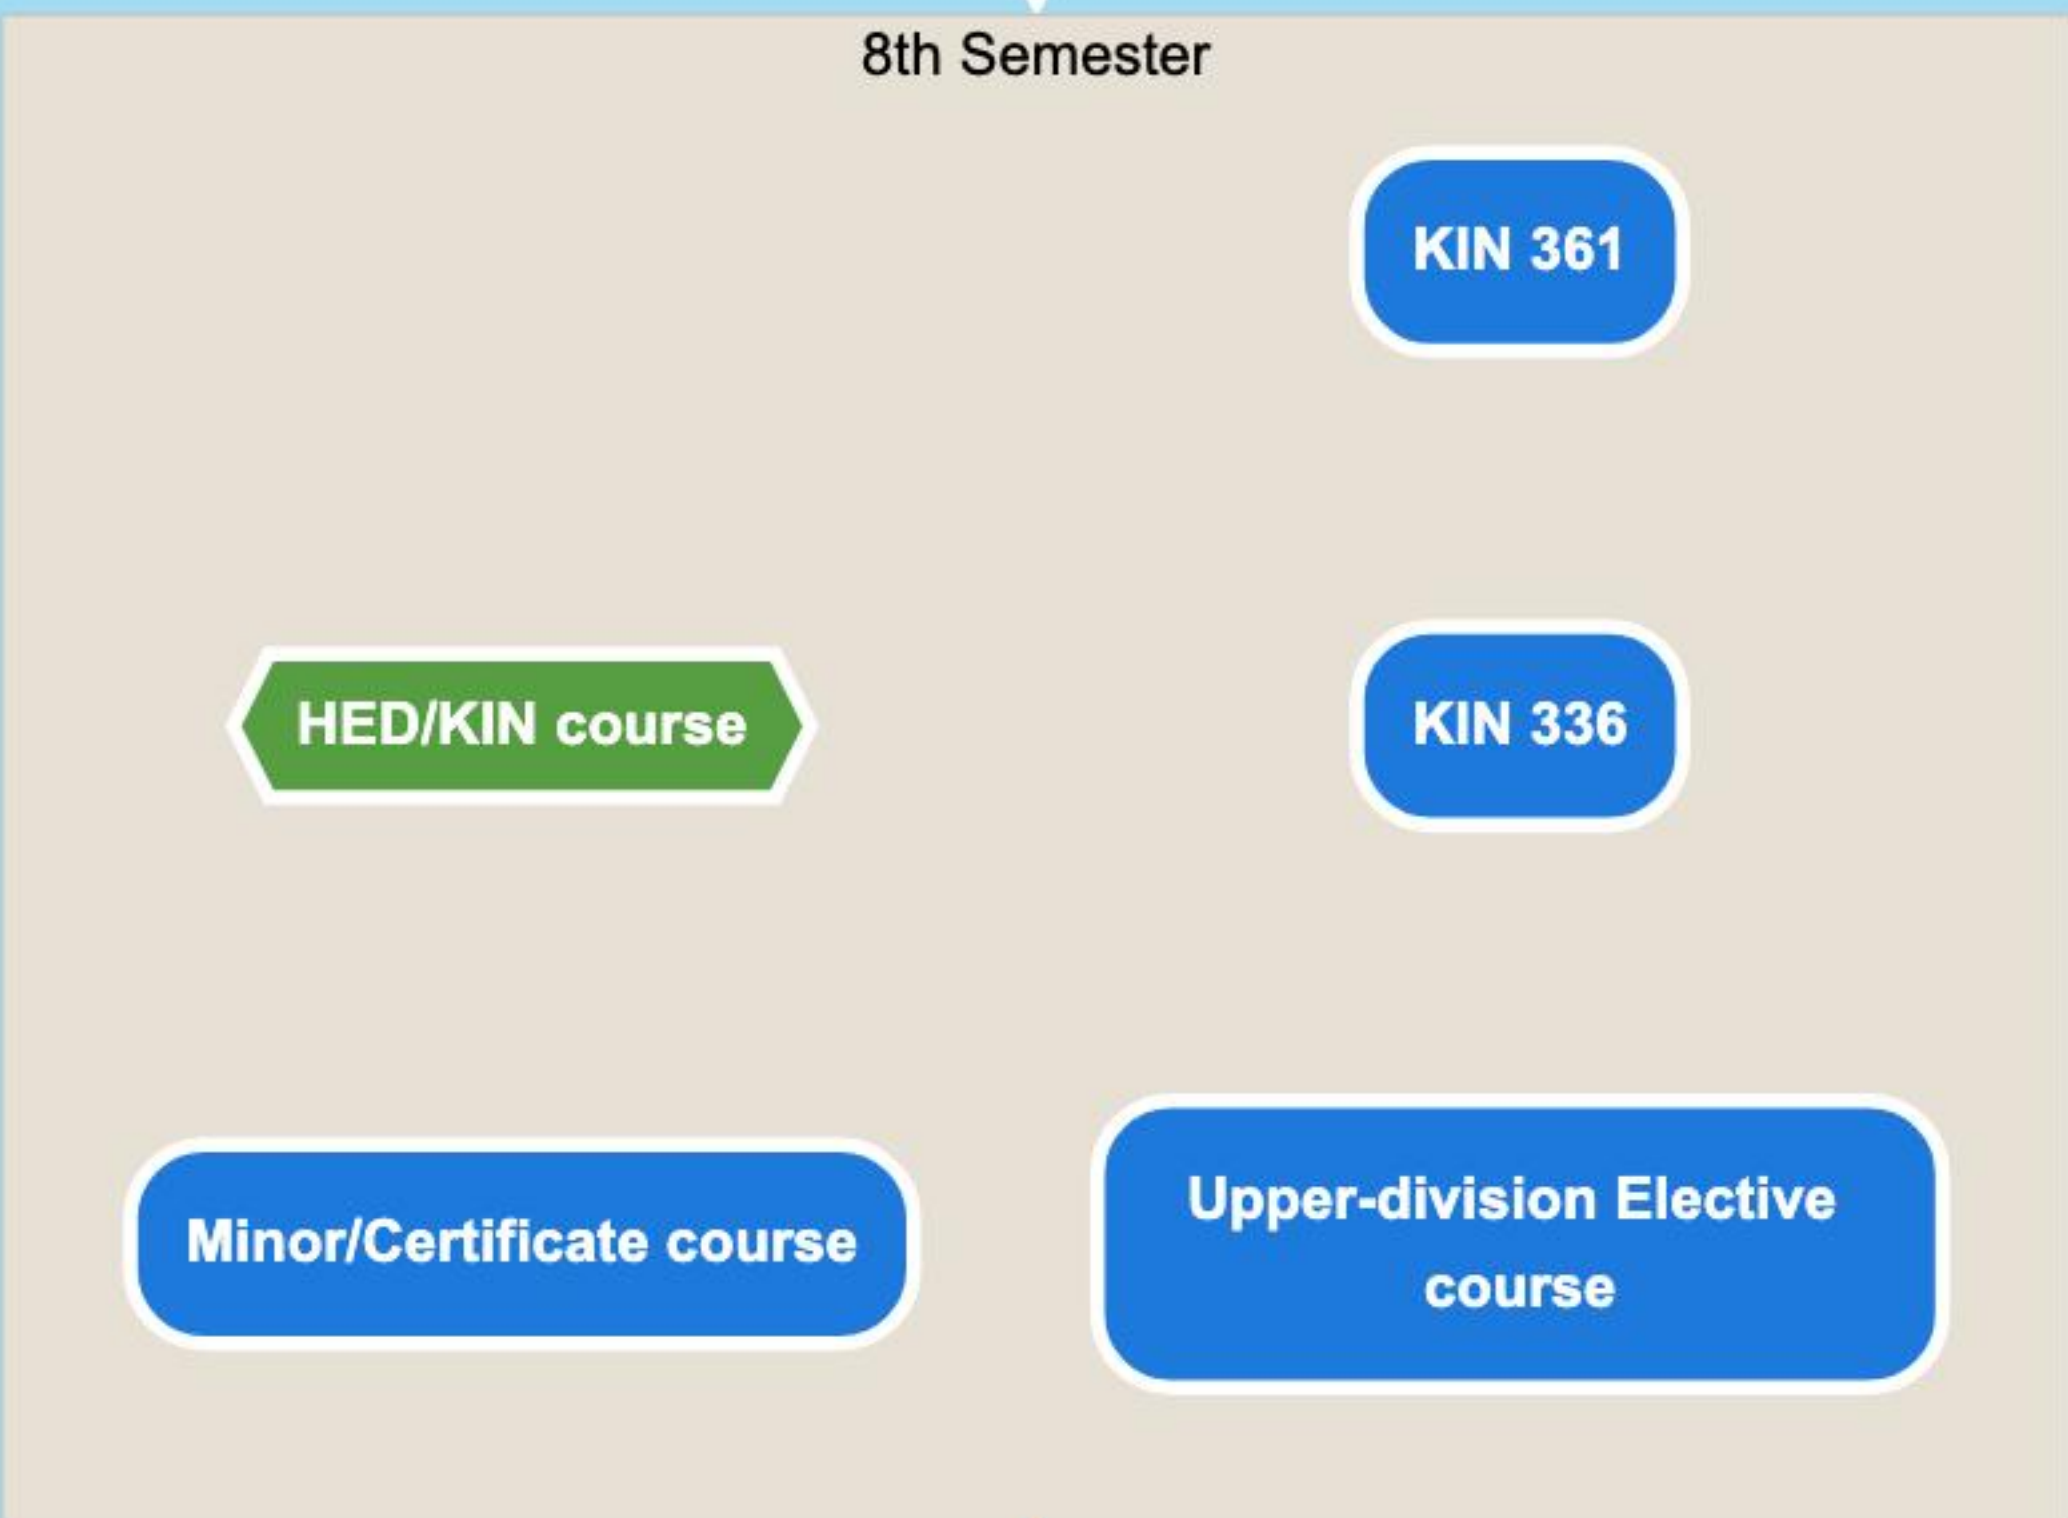 8th Semester
KIN 361
HED/KIN course
KIN 336
Minor/Certificate course
Upper-division Elective
course